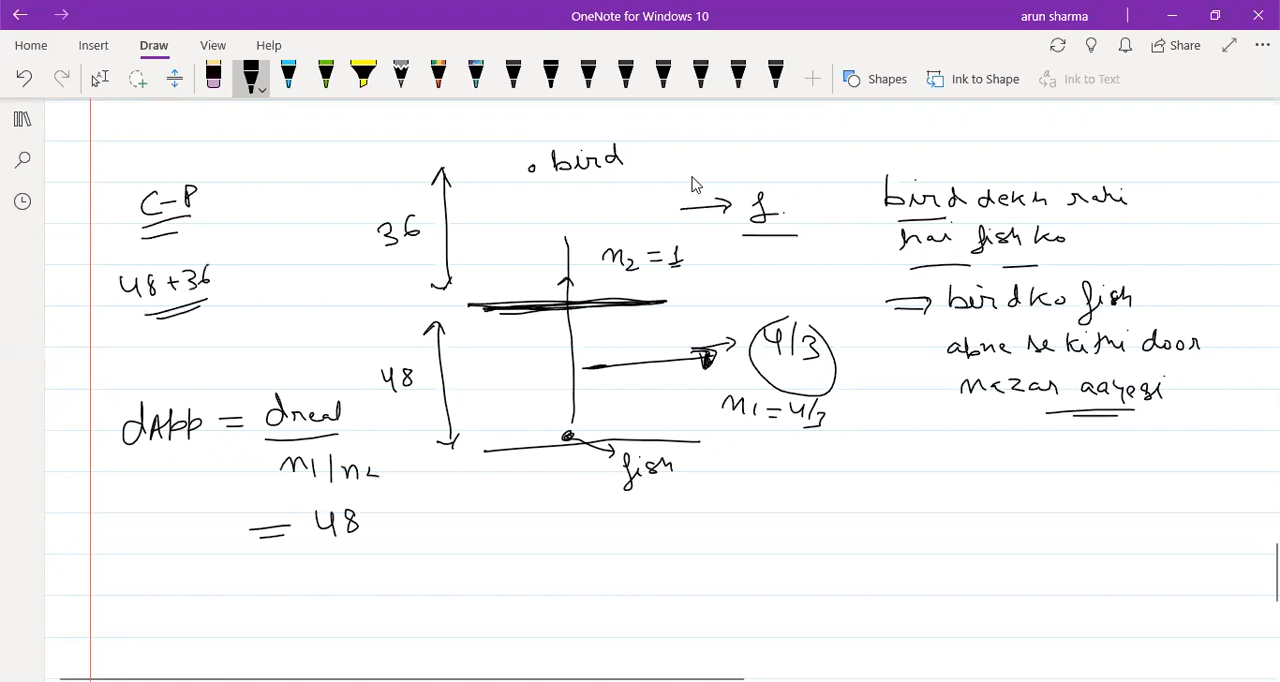 OneNote for Windows 10
arun sharma
Home Insert Draw View Help
Share
Shapes
Ink to Shape
Ink to Text
. bird
C-P
36
→ f.
bird dekh rahi
hai fish ko
n₂ = 1
48+36
⇒ bird ko fish
apne se kitni door
nazar aayegi
4/3
n₁ = 4/3
48
dApp = dreal
n₁/n₂
fish
= 48